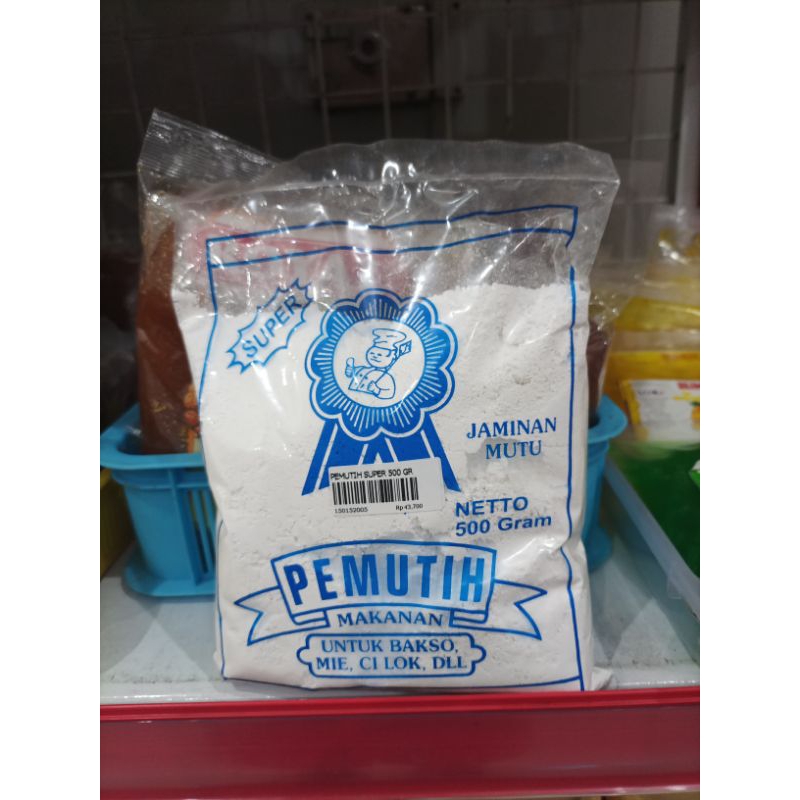 SUPER
JAMINAN
MUTU
PEMUTIH SUPER 500 GR
150152005
Rp 43,700
NETTO
500 Gram
PEMUTIH
MAKANAN
UNTUK BAKSO,
MIE, CI LOK, DLL